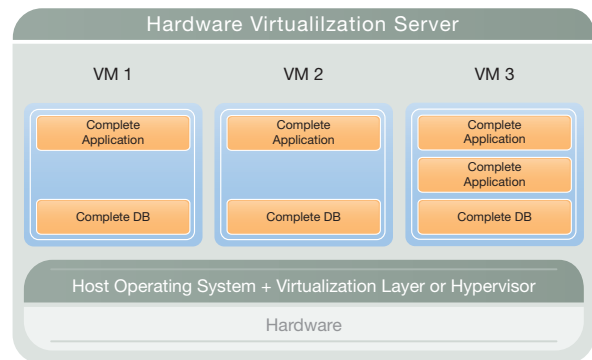 Hardware Virtualilzation Server
VM 1
VM 2
VM 3
Complete
Application
Complete DB
Complete
Application
Complete DB
Complete
Application
Complete
Application
Complete DB
Host Operating System + Virtualization Layer or Hypervisor
Hardware